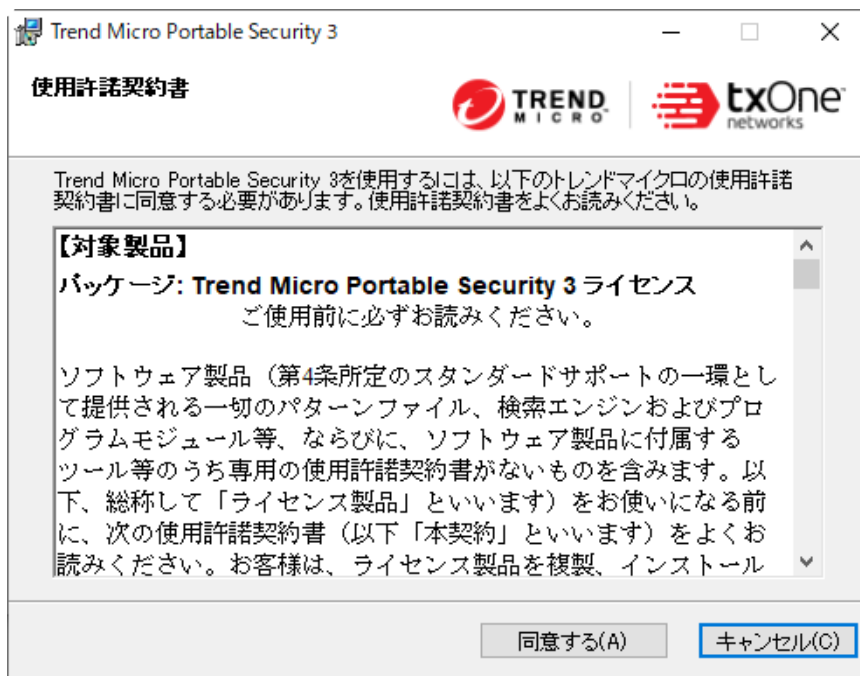 Trend Micro Portable Security 3
使用許諾契約書
TREND MICRO
txOne networks
Trend Micro Portable Security 3を使用するには、以下のトレンドマイクロの使用許諾
契約書に同意する必要があります。使用許諾契約書をよくお読みください。
【対象製品】
パッケージ: Trend Micro Portable Security 3 ライセンス
ご使用前に必ずお読みください。
ソフトウェア製品（第4条所定のスタンダードサポートの一環とし
て提供される一切のパターンファイル、検索エンジンおよびプロ
グラムモジュール等、ならびに、ソフトウェア製品に付属する
ツール等のうち専用の使用許諾契約書がないものを含みます。以
下、総称して「ライセンス製品」といいます）をお使いになる前
に、次の使用許諾契約書（以下「本契約」といいます）をよくお
読みください。お客様は、ライセンス製品を複製、インストール
同意する(A)
キャンセル(C)